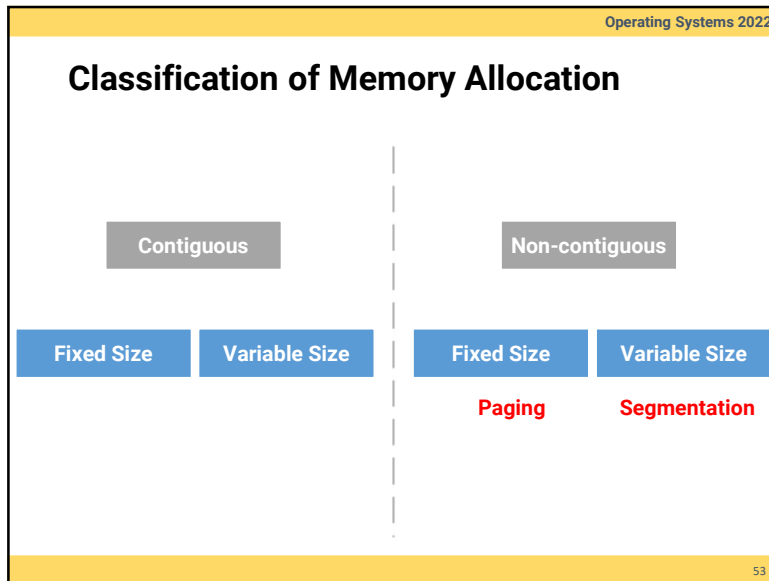 Operating Systems 2022
Classification of Memory Allocation
Contiguous
Non-contiguous
Fixed Size
Variable Size
Fixed Size
Variable Size
Paging
Segmentation
53